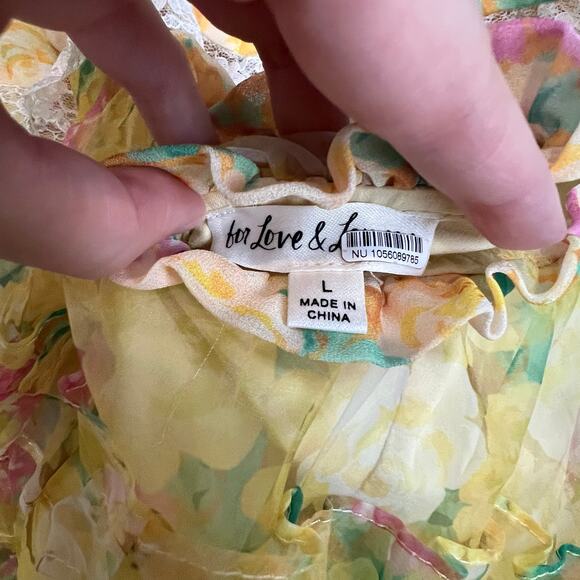 for Love & L
NU 1056089785
L
MADE IN
CHINA